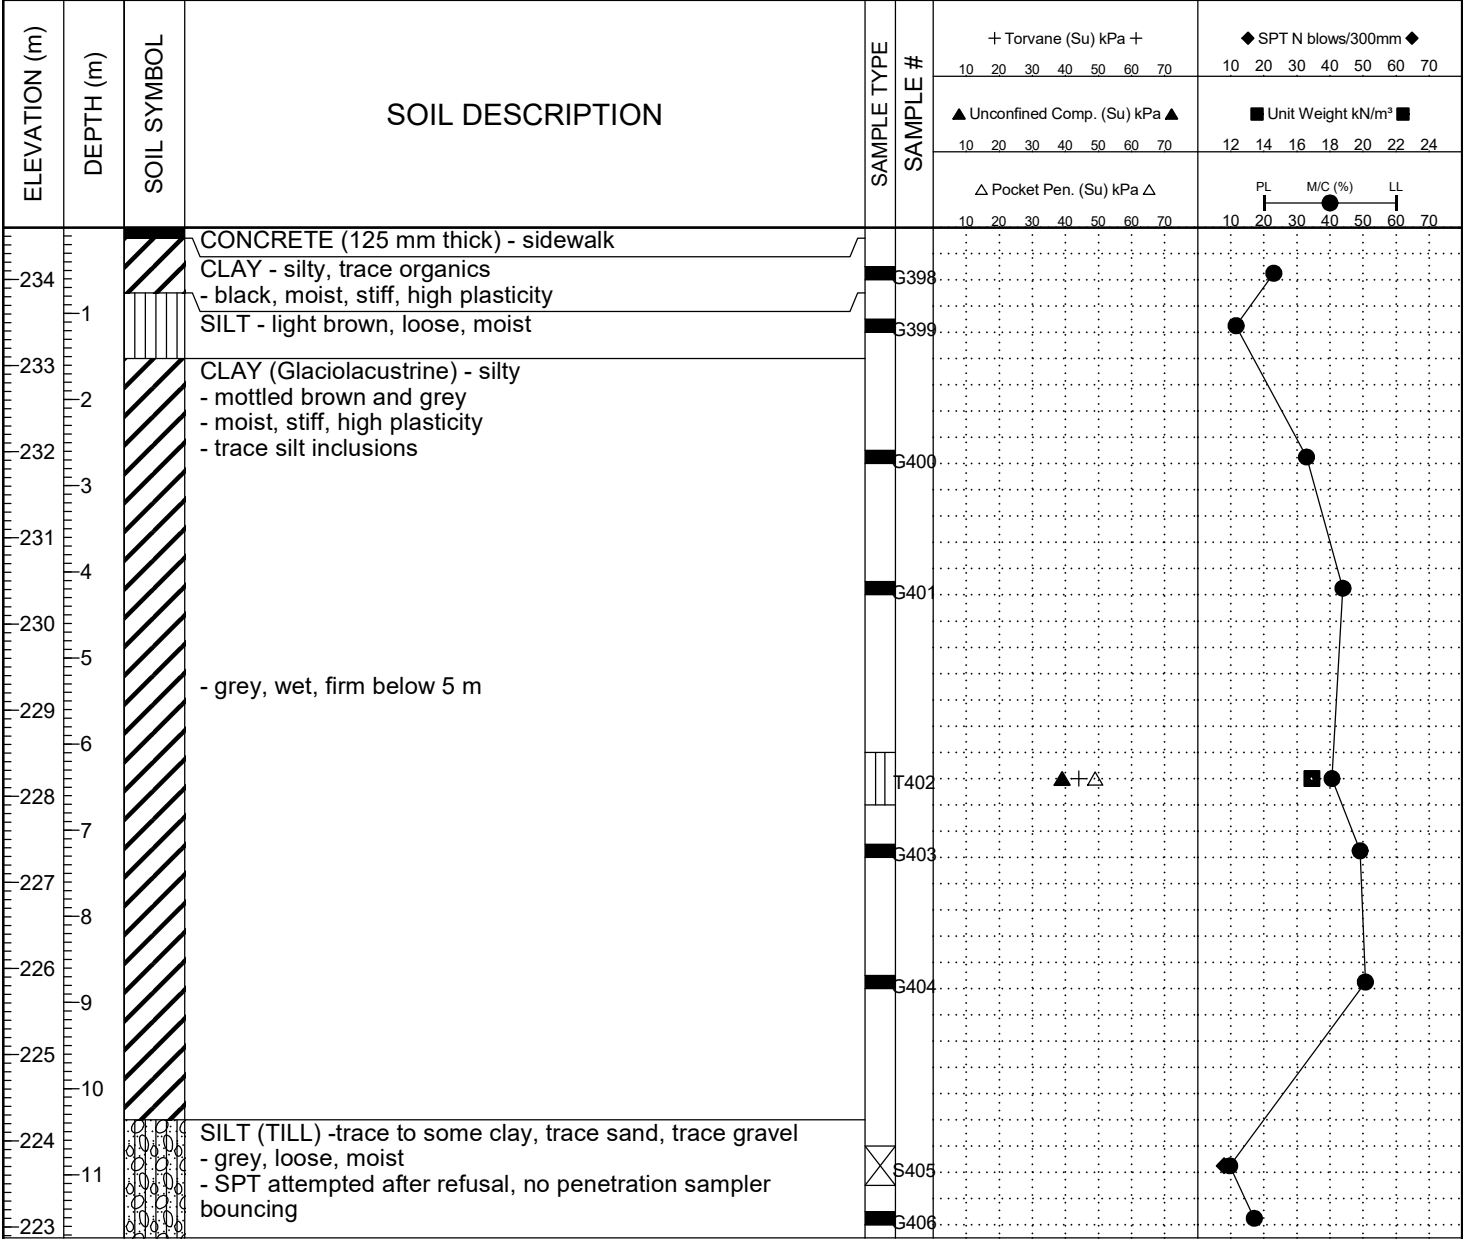 ELEVATION (m)
DEPTH (m)
SOIL SYMBOL
SOIL DESCRIPTION
SAMPLE TYPE
SAMPLE #
+ Torvane (Su) kPa +
10 20 30 40 50 60 70
▲ Unconfined Comp. (Su) kPa ▲
10 20 30 40 50 60 70
△ Pocket Pen. (Su) kPa △
10 20 30 40 50 60 70
◆ SPT N blows/300mm ◆
10 20 30 40 50 60 70
■ Unit Weight kN/m³ ■
12 14 16 18 20 22 24
PL M/C (%) LL
10 20 30 40 50 60 70
CONCRETE (125 mm thick) - sidewalk
CLAY - silty, trace organics
234
G398
- black, moist, stiff, high plasticity
1
SILT - light brown, loose, moist
G399
233
CLAY (Glaciolacustrine) - silty
2
- mottled brown and grey
- moist, stiff, high plasticity
232
- trace silt inclusions
G400
3
231
4
G401
230
5
- grey, wet, firm below 5 m
229
6
T402
228
7
G403
227
8
226
G404
9
225
10
224
SILT (TILL) -trace to some clay, trace sand, trace gravel
- grey, loose, moist
S405
11
- SPT attempted after refusal, no penetration sampler
bouncing
223
G406